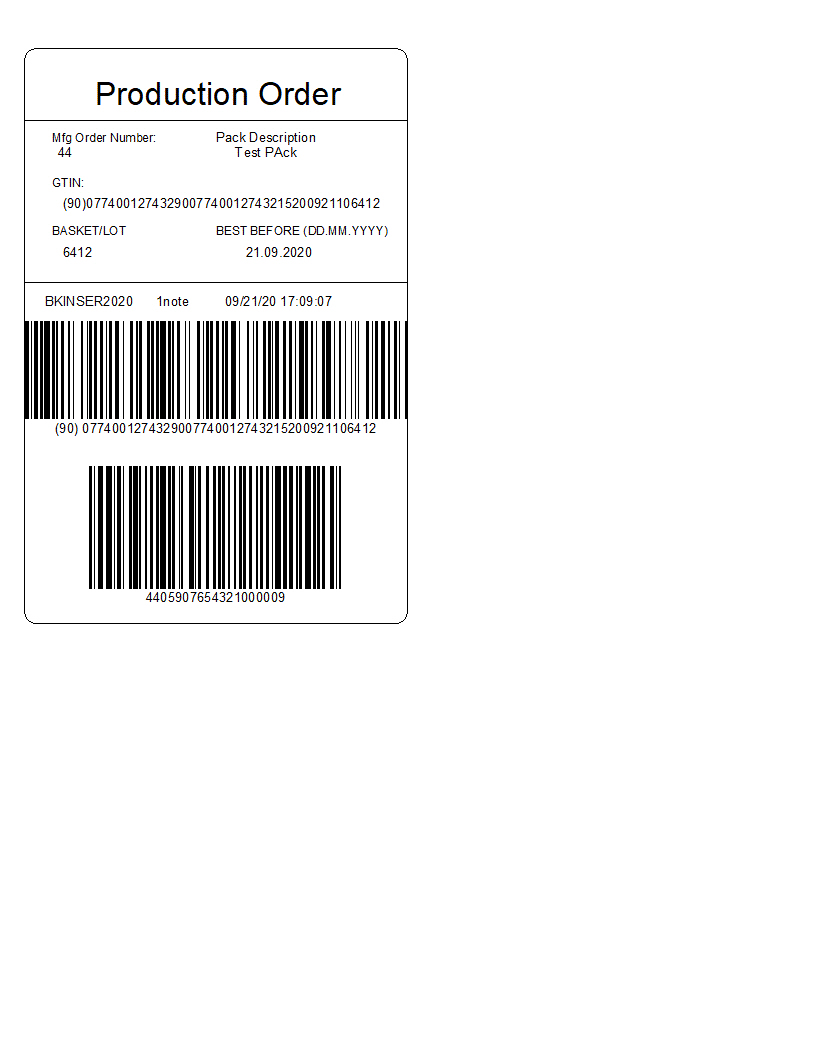 Production Order
Mfg Order Number: Pack Description
44 Test PAck
GTIN:
(90)0774001274329007740012743215200921106412
BASKET/LOT BEST BEFORE (DD.MM.YYYY)
6412 21.09.2020
BKINSER2020 1note 09/21/20 17:09:07
(90) 0774001274329007740012743215200921106412
4405907654321000009